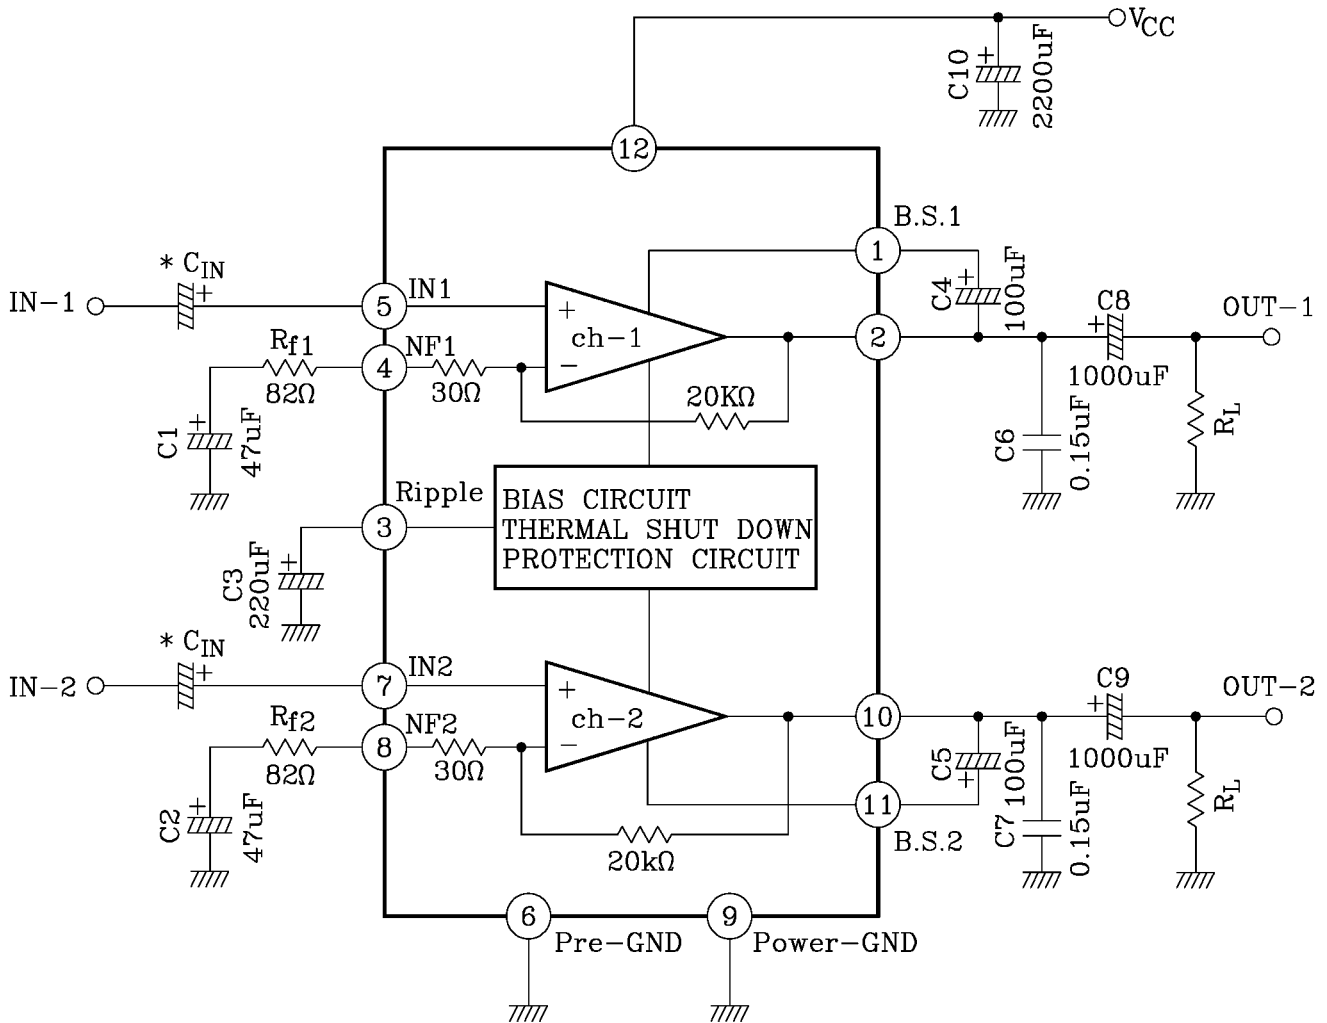 VCC
C10
2200uF
12
B.S.1
1
* CIN
IN-1
5
IN1
+
ch-1
−
2
C4
100uF
C8
1000uF
OUT-1
Rf1
82Ω
4
NF1
30Ω
20KΩ
C1
47uF
C6
0.15uF
RL
Ripple
3
BIAS CIRCUIT
THERMAL SHUT DOWN
PROTECTION CIRCUIT
C3
220uF
* CIN
IN-2
7
IN2
+
ch-2
−
10
C9
1000uF
OUT-2
Rf2
82Ω
8
NF2
30Ω
C5
100uF
11
B.S.2
20kΩ
C2
47uF
C7
0.15uF
RL
6
Pre-GND
9
Power-GND